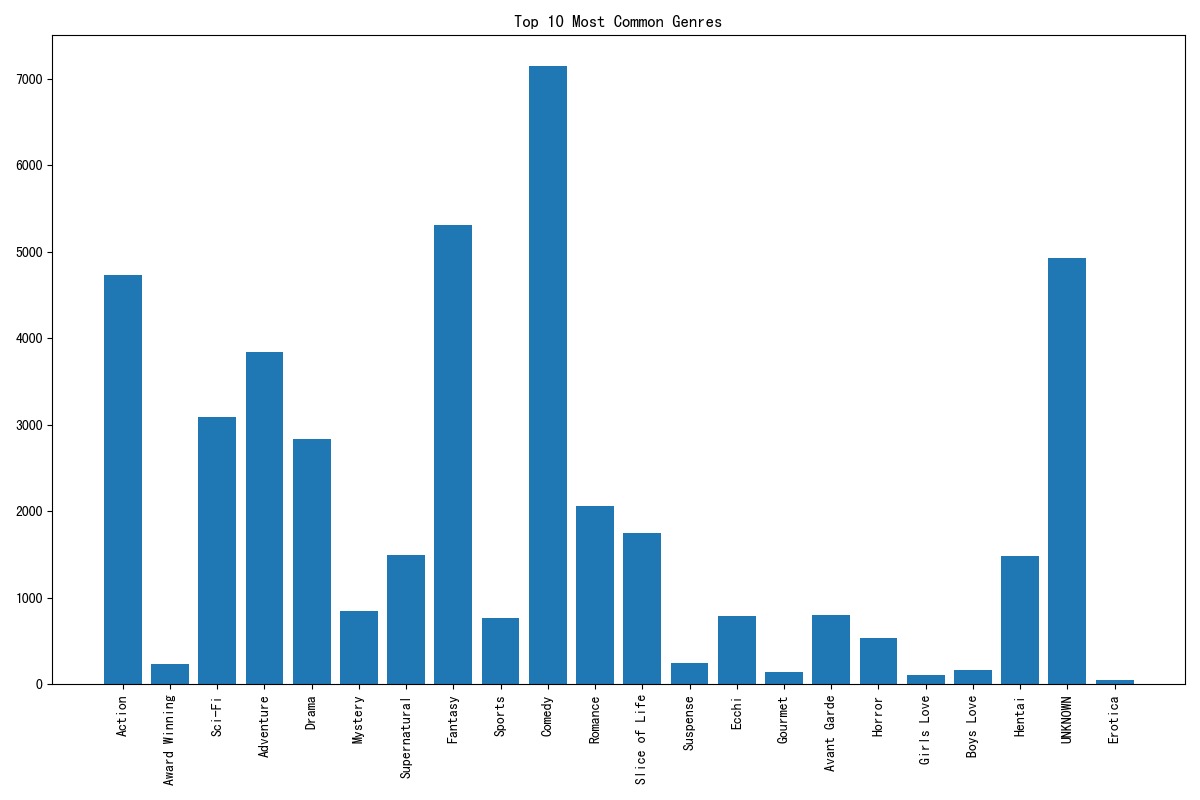 Top 10 Most Common Genres
7000
6000
5000
4000
3000
2000
1000
0
Action
Award Winning
Sci-Fi
Adventure
Drama
Mystery
Supernatural
Fantasy
Sports
Comedy
Romance
Slice of Life
Suspense
Ecchi
Gourmet
Avant Garde
Horror
Girls Love
Boys Love
Hentai
UNKNOWN
Erotica